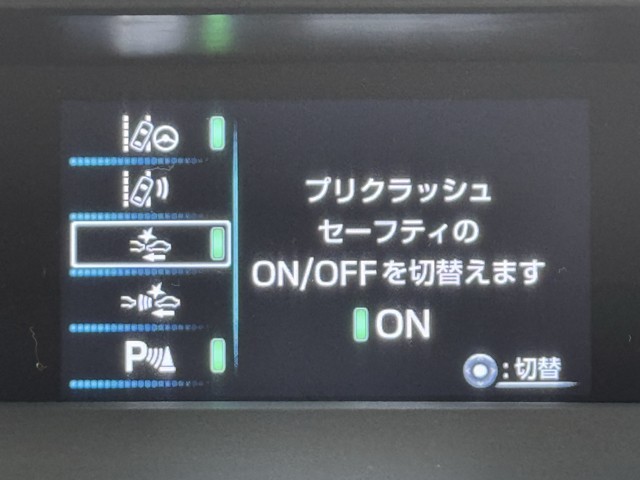 プリクラッシュ
セーフティの
ON/OFFを切替えます
ON
P
:切替